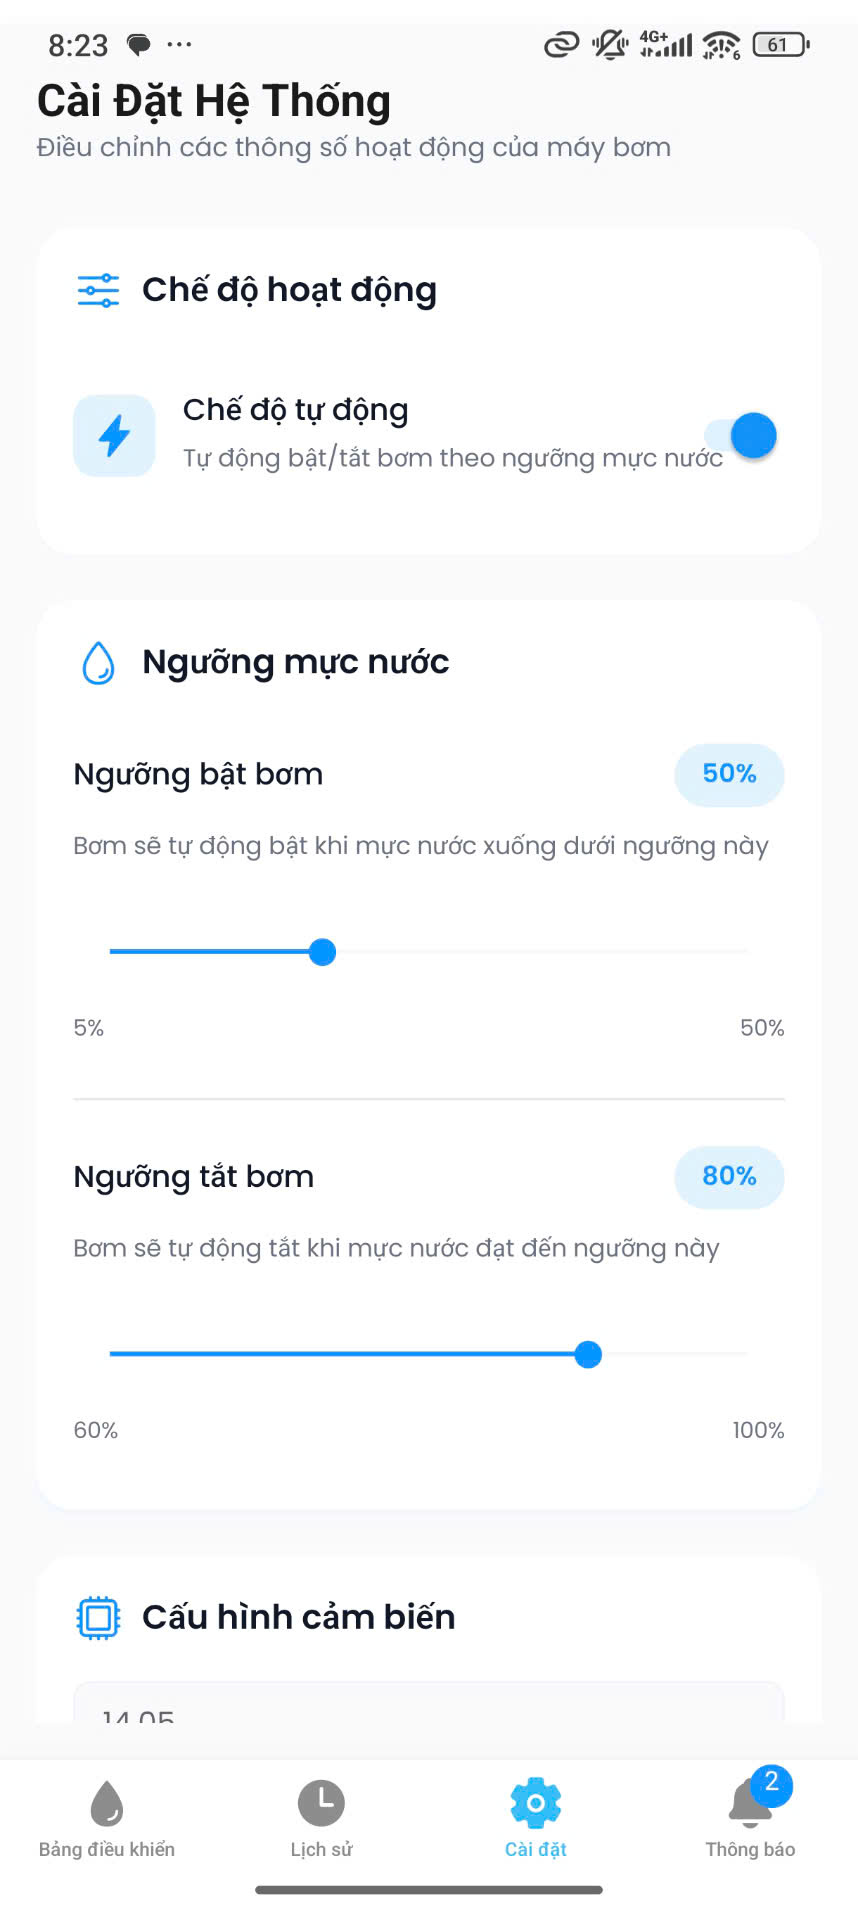 8:23
4G+
6
61
Cài Đặt Hệ Thống
Điều chỉnh các thông số hoạt động của máy bơm
Chế độ hoạt động
Chế độ tự động
Tự động bật/tắt bơm theo ngưỡng mực nước
Ngưỡng mực nước
Ngưỡng bật bơm
50%
Bơm sẽ tự động bật khi mực nước xuống dưới ngưỡng này
5%
50%
Ngưỡng tắt bơm
80%
Bơm sẽ tự động tắt khi mực nước đạt đến ngưỡng này
60%
100%
Cấu hình cảm biến
14.05
2
Bảng điều khiển
Lịch sử
Cài đặt
Thông báo